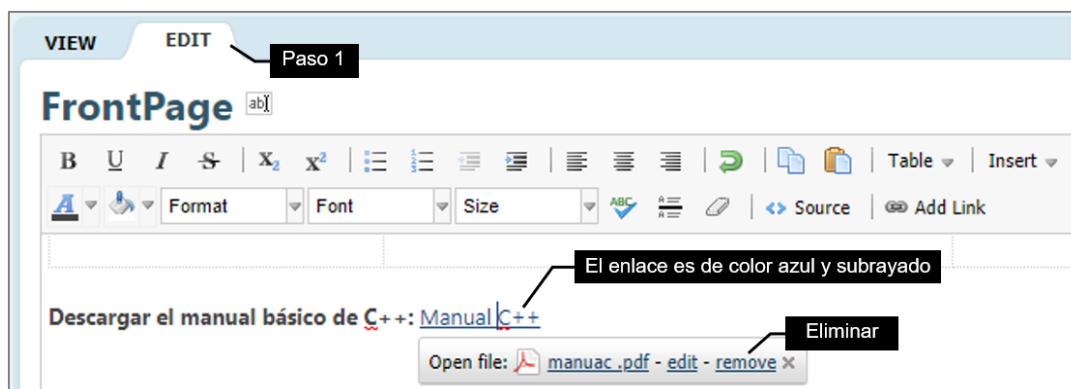 VIEW EDIT
Paso 1
FrontPage ab
B U I S X2 X² Table Insert
A Format Font Size ABC Source Add Link
El enlace es de color azul y subrayado
Descargar el manual básico de C++: Manual C++
Eliminar
Open file: manuac .pdf - edit - remove ×